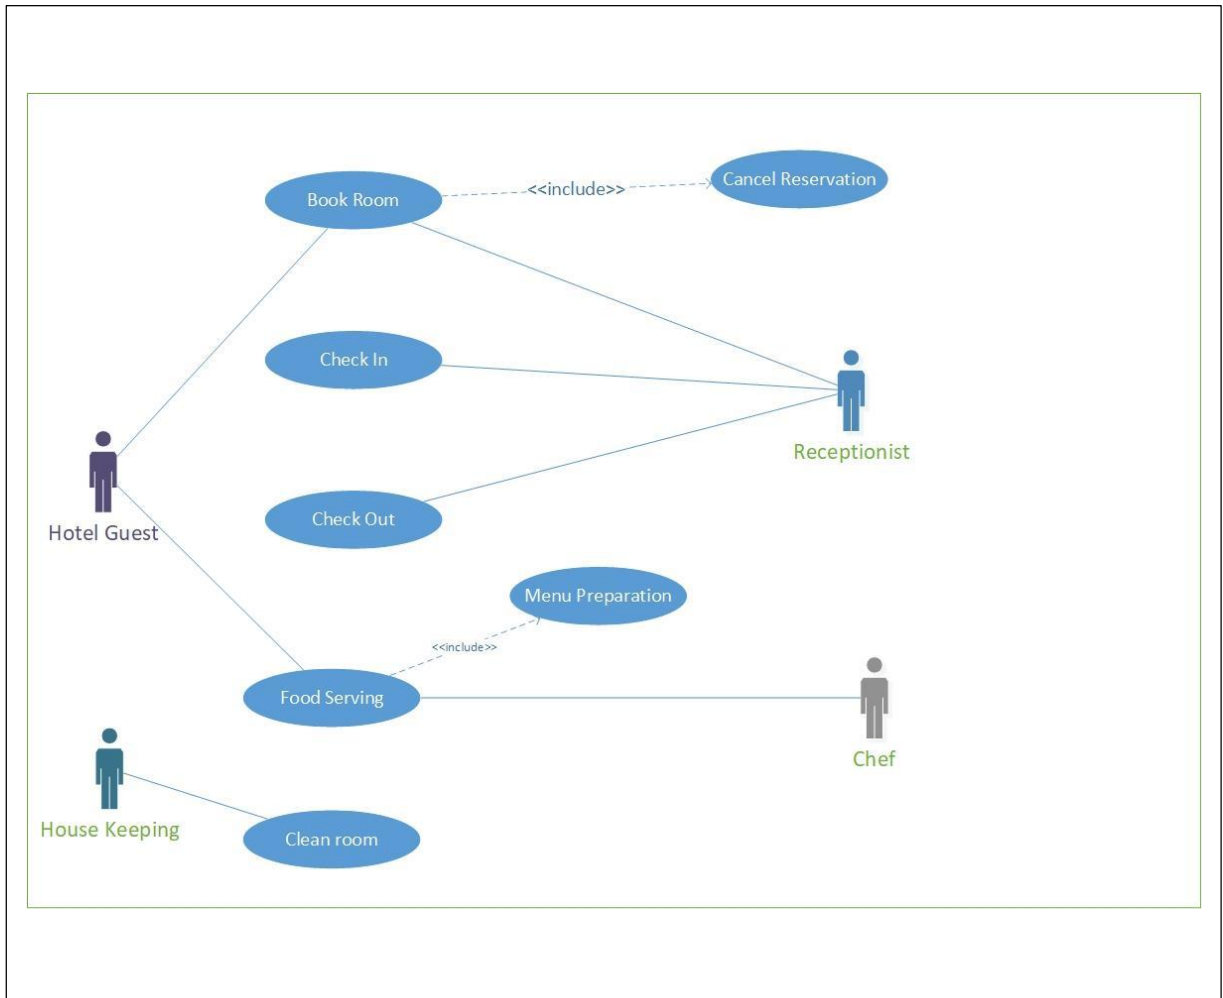 Book Room
<<include>>
Cancel Reservation
Check In
Receptionist
Check Out
Hotel Guest
Menu Preparation
<<include>>
Food Serving
Chef
House Keeping
Clean room